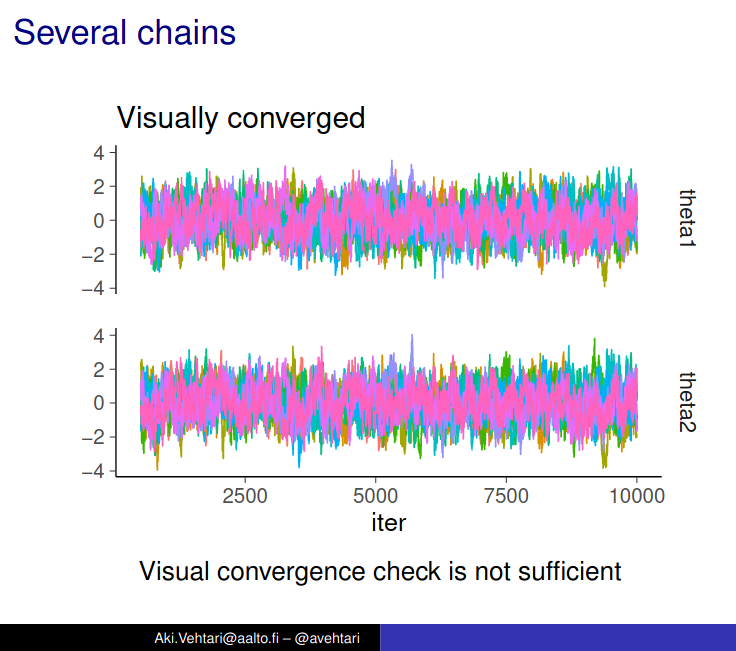 Several chains
Visually converged
4
2
0
−2
−4
theta1
4
2
0
−2
−4
theta2
2500 5000 7500 10000
iter
Visual convergence check is not sufficient
Aki.Vehtari@aalto.fi – @avehtari